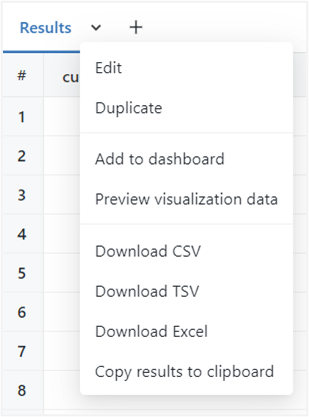 Results
+
#
cu
Edit
1
Duplicate
2
Add to dashboard
3
Preview visualization data
4
Download CSV
5
Download TSV
6
Download Excel
7
Copy results to clipboard
8